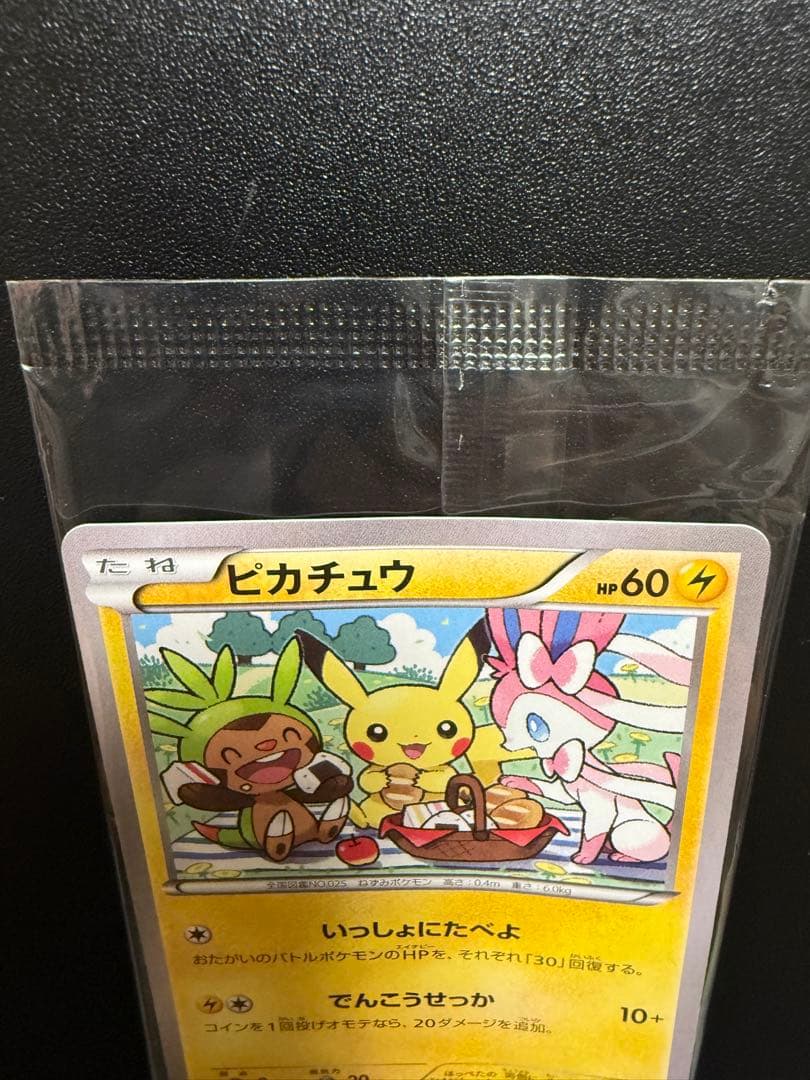 たね ピカチュウ HP60
全国図鑑NO.025 ねずみポケモン 高さ:0.4m 重さ:6.0kg
いっしょにたべよ
おたがいのバトルポケモンのHPを、それぞれ「30」回復する。
でんこうせっか 10+
コインを1回投げオモテなら、20ダメージを追加。